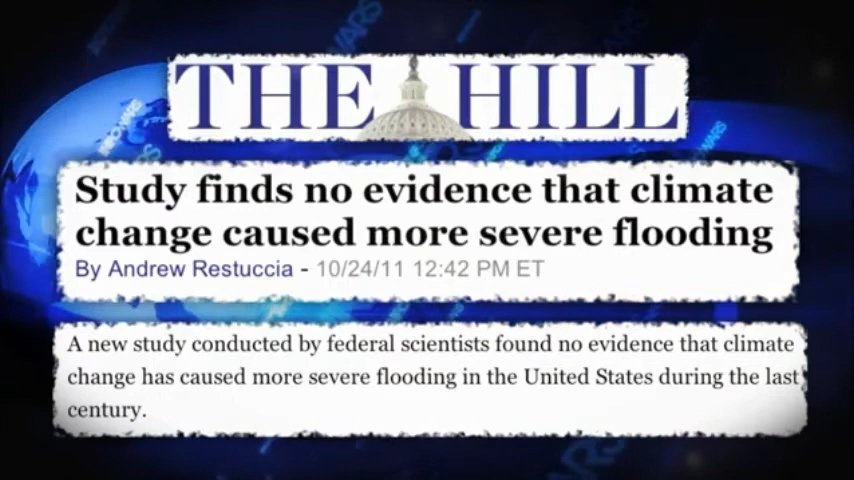 THE HILL
Study finds no evidence that climate
change caused more severe flooding
By Andrew Restuccia - 10/24/11 12:42 PM ET
A new study conducted by federal scientists found no evidence that climate
change has caused more severe flooding in the United States during the last
century.